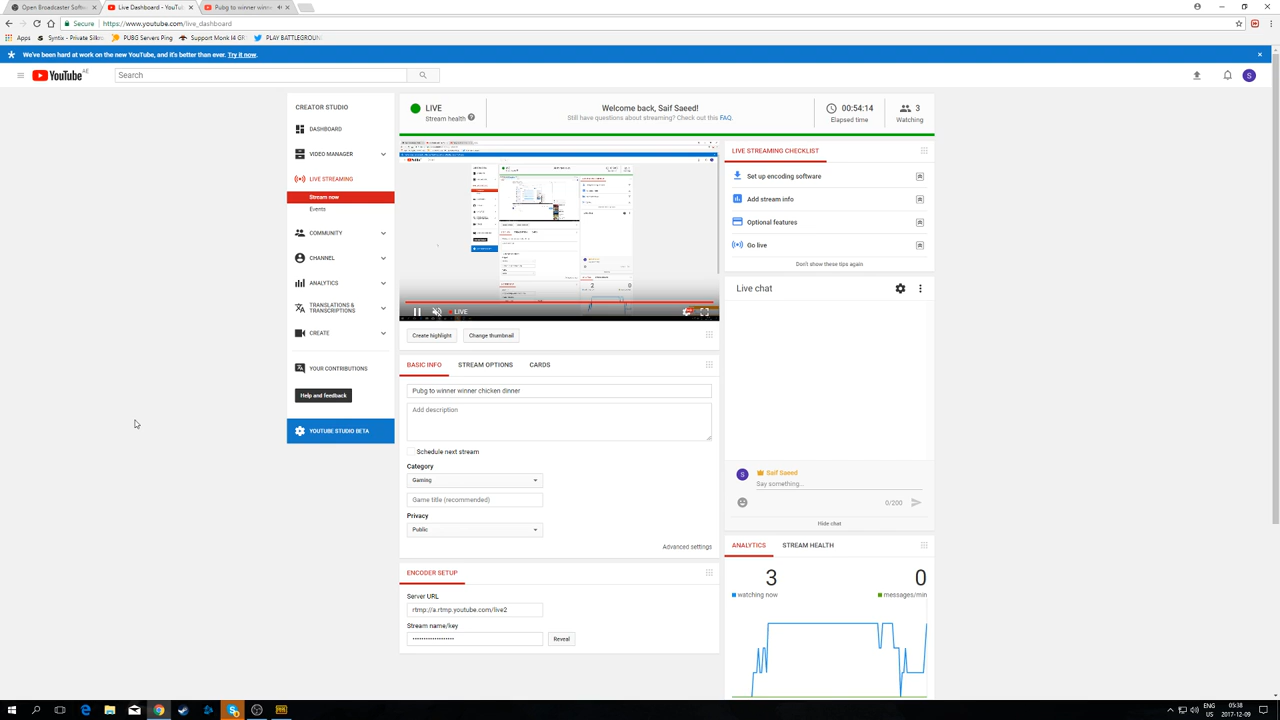 Open Broadcaster Softw
Live Dashboard - YouTu
Pubg to winner winne
Secure
https://www.youtube.com/live_dashboard
Apps
Syntix - Private Silkro
PUBG Servers Ping
Support Monk I4 GR
PLAY BATTLEGROUN
We've been hard at work on the new YouTube, and it's better than ever. Try it now.
YouTube AE
Search
S
CREATOR STUDIO
DASHBOARD
VIDEO MANAGER
LIVE STREAMING
Stream now
Events
COMMUNITY
CHANNEL
ANALYTICS
TRANSLATIONS &
TRANSCRIPTIONS
CREATE
YOUR CONTRIBUTIONS
Help and feedback
YOUTUBE STUDIO BETA
LIVE
Stream health
Welcome back, Saif Saeed!
Still have questions about streaming? Check out this FAQ.
00:54:14
Elapsed time
3
Watching
LIVE
Create highlight
Change thumbnail
BASIC INFO
STREAM OPTIONS
CARDS
Pubg to winner winner chicken dinner
Add description
Schedule next stream
Category
Gaming
Game title (recommended)
Privacy
Public
Advanced settings
ENCODER SETUP
Server URL
rtmp://a.rtmp.youtube.com/live2
Stream name/key
Reveal
LIVE STREAMING CHECKLIST
Set up encoding software
Add stream info
Optional features
Go live
Don't show these tips again
Live chat
S
Saif Saeed
Say something...
0/200
Hide chat
ANALYTICS
STREAM HEALTH
3
watching now
0
messages/min
ENG
US
05:38
2017-12-09